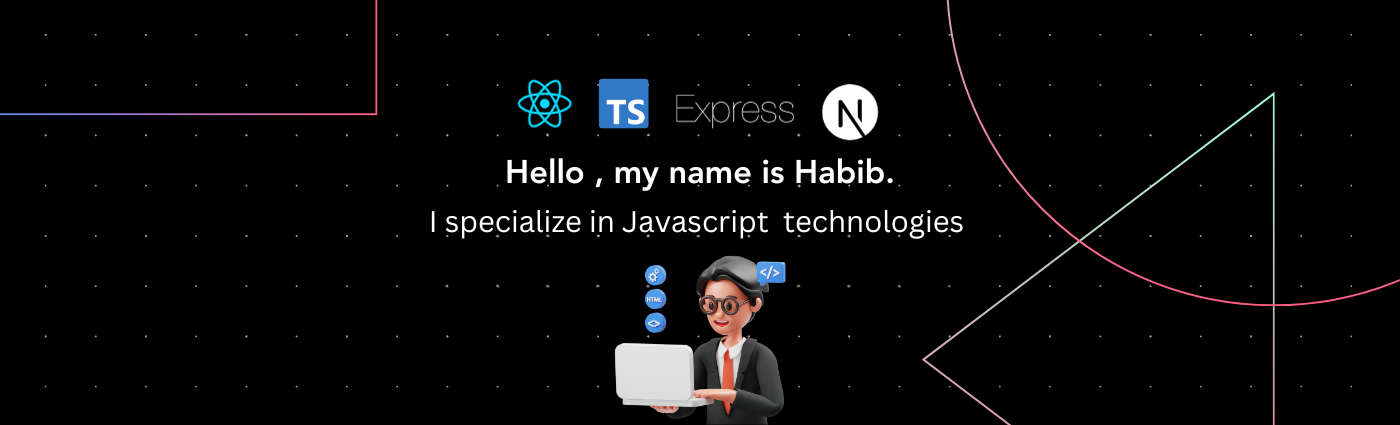 TS Express N
Hello , my name is Habib.
I specialize in Javascript  technologies
</>
HTML
<>